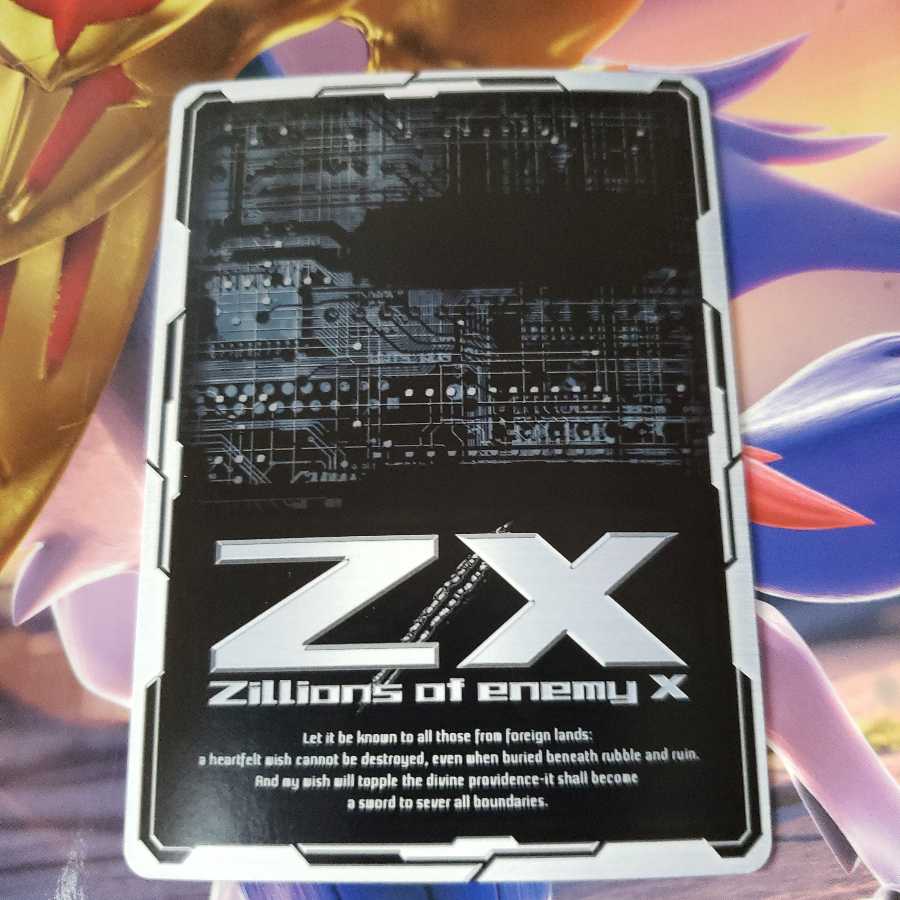 Z/X
Zillions of enemy X
Let it be known to all those from foreign lands:
a heartfelt wish cannot be destroyed, even when buried beneath rubble and ruin.
And my wish will topple the divine providence-it shall become
a sword to sever all boundaries.